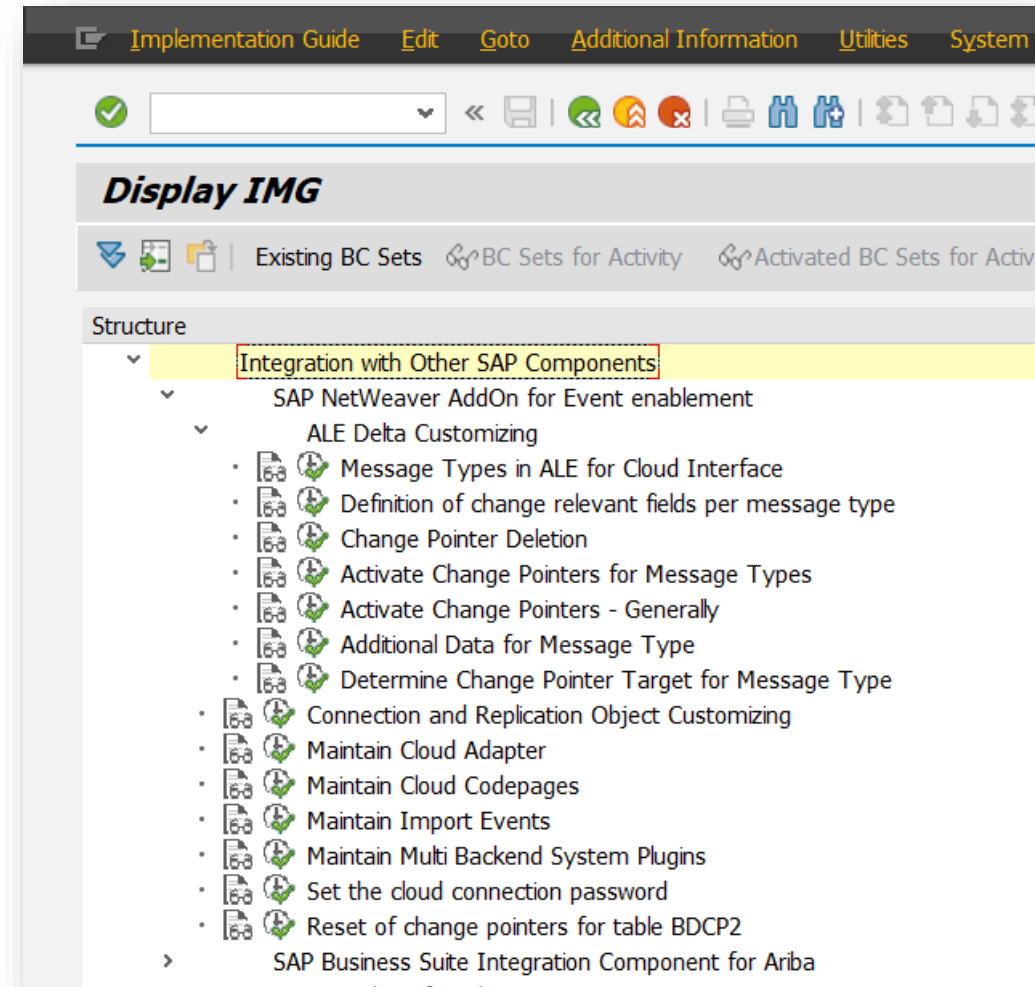 Implementation Guide Edit Goto Additional Information Utilities System
Display IMG
Existing BC Sets BC Sets for Activity Activated BC Sets for Activ
Structure
Integration with Other SAP Components
SAP NetWeaver AddOn for Event enablement
ALE Delta Customizing
Message Types in ALE for Cloud Interface
Definition of change relevant fields per message type
Change Pointer Deletion
Activate Change Pointers for Message Types
Activate Change Pointers - Generally
Additional Data for Message Type
Determine Change Pointer Target for Message Type
Connection and Replication Object Customizing
Maintain Cloud Adapter
Maintain Cloud Codepages
Maintain Import Events
Maintain Multi Backend System Plugins
Set the cloud connection password
Reset of change pointers for table BDCP2
SAP Business Suite Integration Component for Ariba